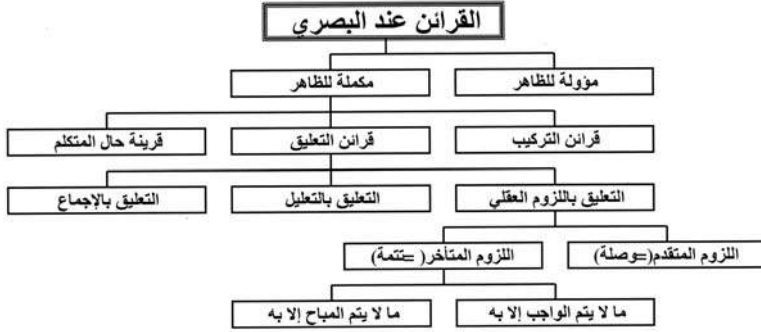 القرائن عند البصري
مؤولة للظاهر
مكملة للظاهر
قرائن التركيب
قرائن التعليق
قرينة حال المتكلم
التعليق باللزوم العقلي
التعليق بالتعليل
التعليق بالإجماع
اللزوم المتقدم(=وصلة)
اللزوم المتأخر( =تتمة)
ما لا يتم الواجب إلا به
ما لا يتم المباح إلا به